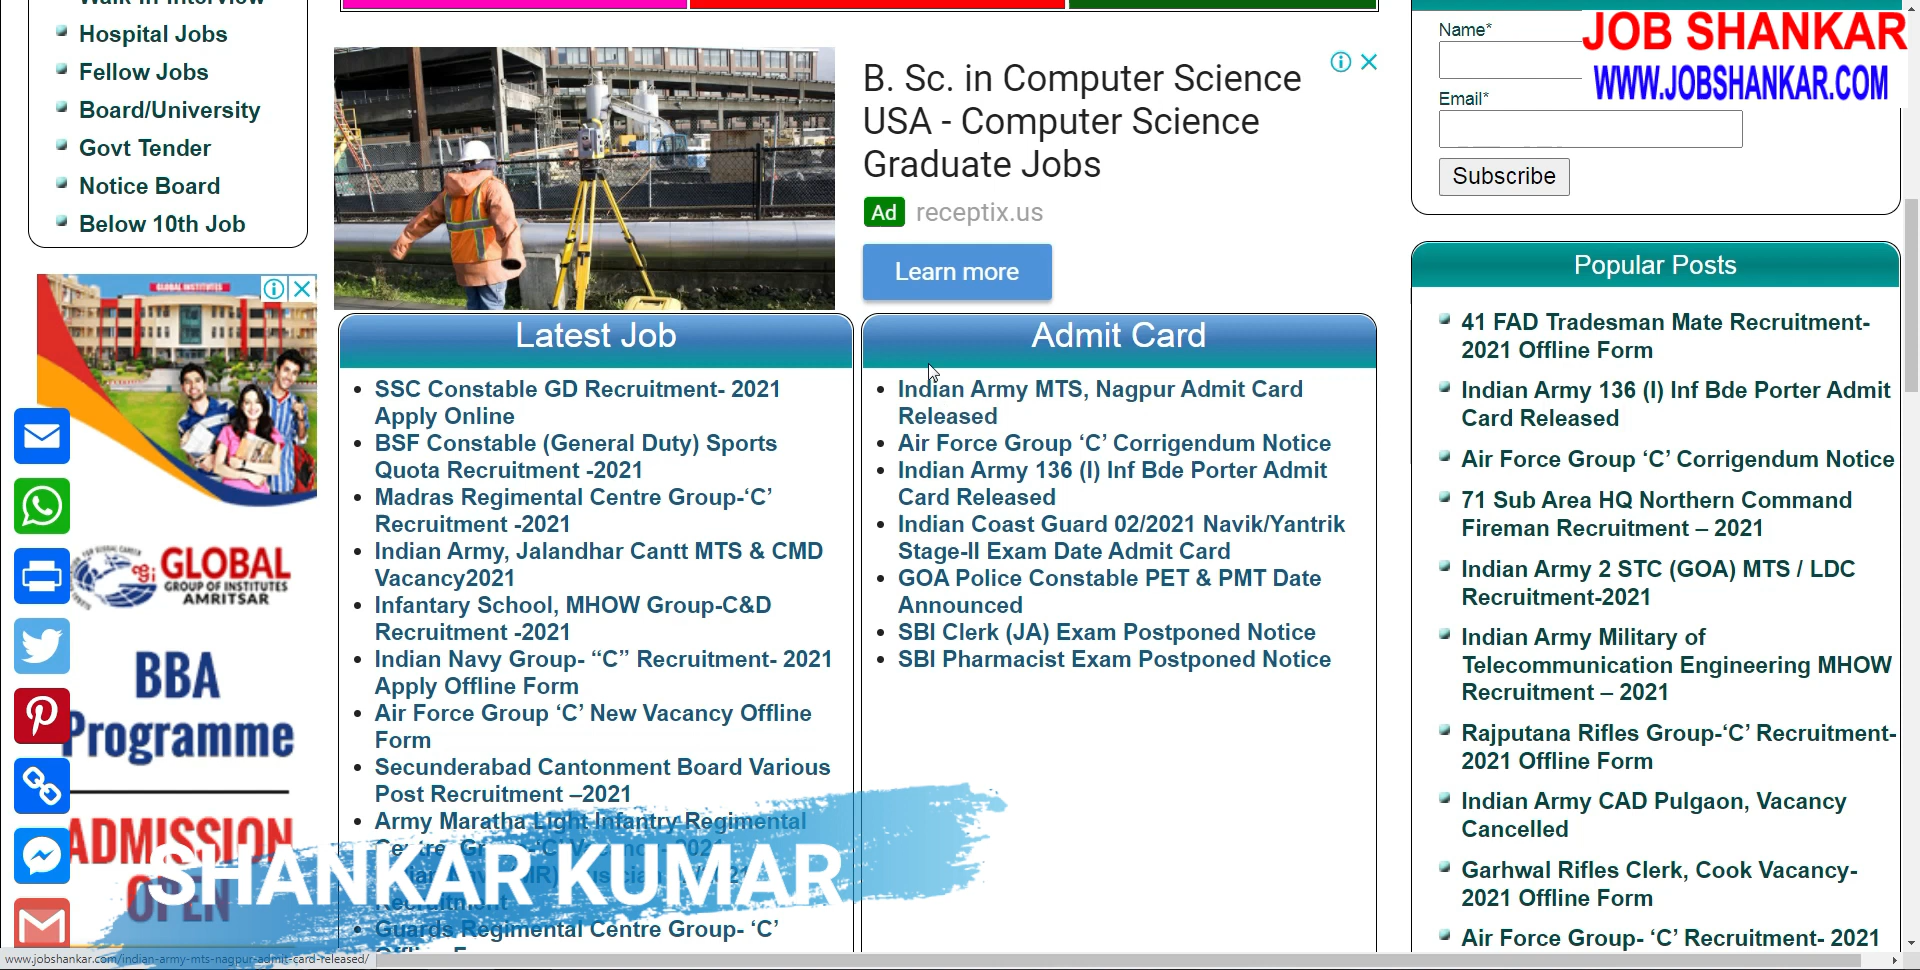 Walk-in-Interview
Hospital Jobs
Fellow Jobs
Board/University
Govt Tender
Notice Board
Below 10th Job
GLOBAL INSTITUTES
GLOBAL
GROUP OF INSTITUTES
AMRITSAR
BBA
Programme
ADMISSION
OPEN
B. Sc. in Computer Science
USA - Computer Science
Graduate Jobs
Ad receptix.us
Learn more
Latest Job
SSC Constable GD Recruitment- 2021
Apply Online
BSF Constable (General Duty) Sports
Quota Recruitment -2021
Madras Regimental Centre Group-‘C’
Recruitment -2021
Indian Army, Jalandhar Cantt MTS & CMD
Vacancy2021
Infantary School, MHOW Group-C&D
Recruitment -2021
Indian Navy Group- “C” Recruitment- 2021
Apply Offline Form
Air Force Group ‘C’ New Vacancy Offline
Form
Secunderabad Cantonment Board Various
Post Recruitment –2021
Army Maratha Light Infantry Regimental
Recruitment
Guards Regimental Centre Group- ‘C’
SHANKAR KUMAR
Admit Card
Indian Army MTS, Nagpur Admit Card
Released
Air Force Group ‘C’ Corrigendum Notice
Indian Army 136 (I) Inf Bde Porter Admit
Card Released
Indian Coast Guard 02/2021 Navik/Yantrik
Stage-II Exam Date Admit Card
GOA Police Constable PET & PMT Date
Announced
SBI Clerk (JA) Exam Postponed Notice
SBI Pharmacist Exam Postponed Notice
Name*
JOB SHANKAR
WWW.JOBSHANKAR.COM
Email*
Subscribe
Popular Posts
41 FAD Tradesman Mate Recruitment-
2021 Offline Form
Indian Army 136 (I) Inf Bde Porter Admit
Card Released
Air Force Group ‘C’ Corrigendum Notice
71 Sub Area HQ Northern Command
Fireman Recruitment – 2021
Indian Army 2 STC (GOA) MTS / LDC
Recruitment-2021
Indian Army Military of
Telecommunication Engineering MHOW
Recruitment – 2021
Rajputana Rifles Group-‘C’ Recruitment-
2021 Offline Form
Indian Army CAD Pulgaon, Vacancy
Cancelled
Garhwal Rifles Clerk, Cook Vacancy-
2021 Offline Form
Air Force Group- ‘C’ Recruitment- 2021
www.jobshankar.com/indian-army-mts-nagpur-admit-card-released/